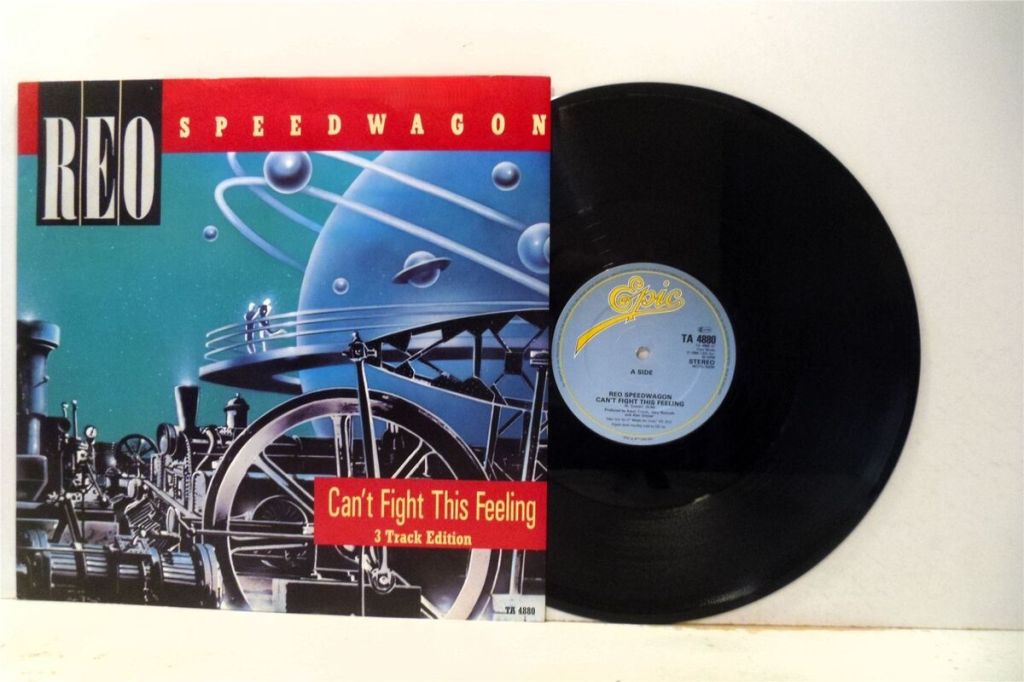 REO
SPEEDWAGON
Can't Fight This Feeling
3 Track Edition
TA 4880
Epic
TA 4880
STEREO
A SIDE
REO SPEEDWAGON
CAN'T FIGHT THIS FEELING